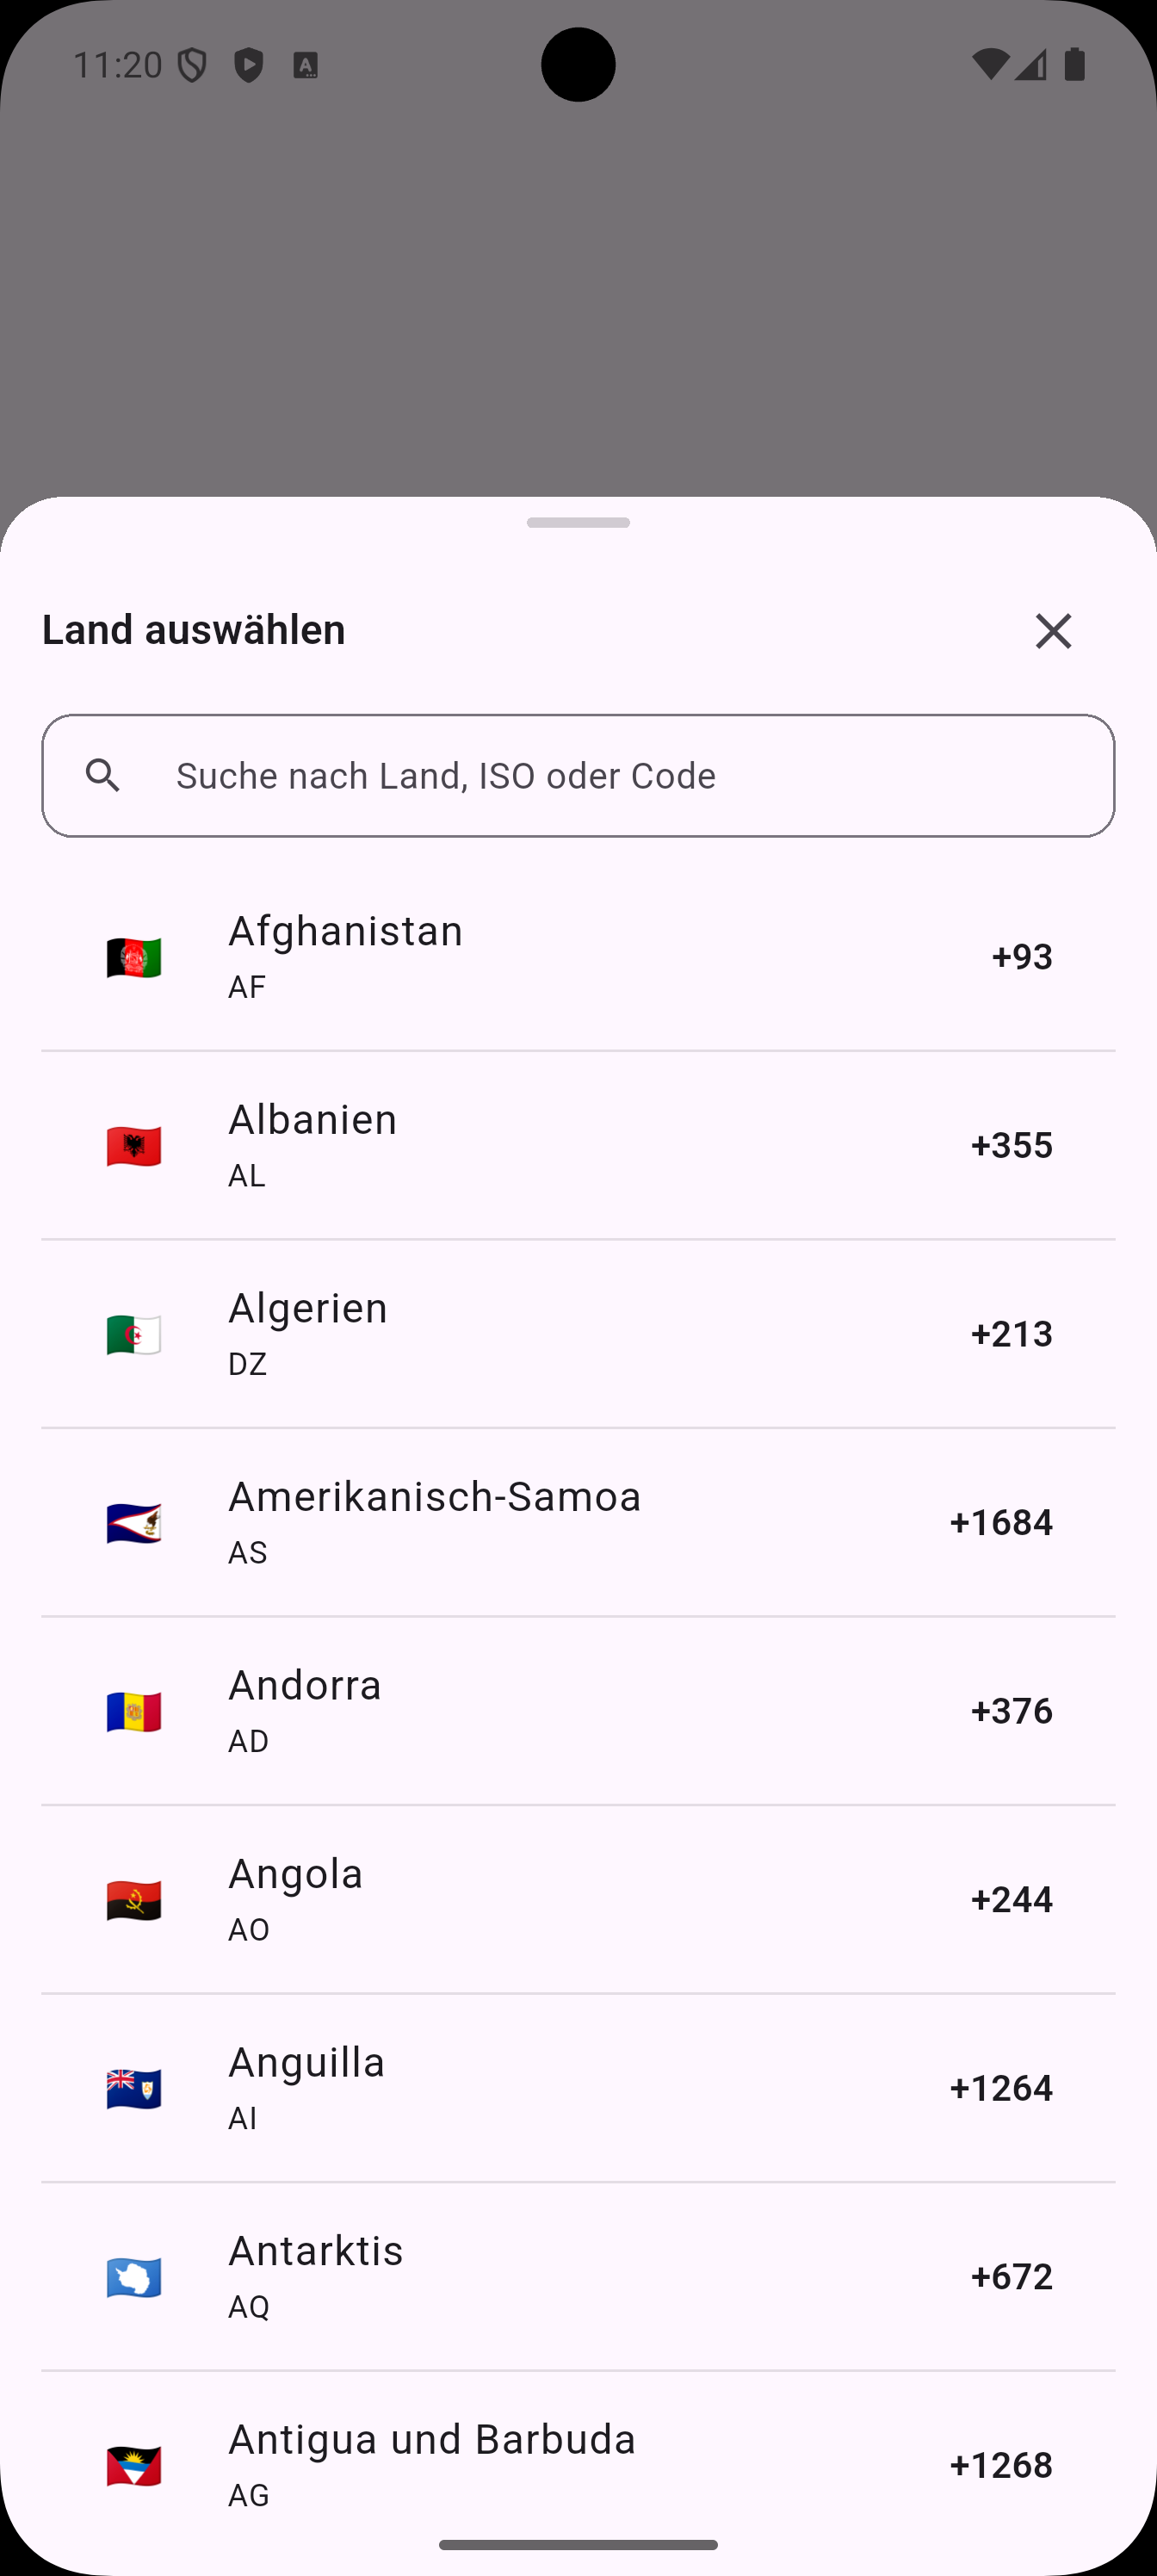 11:20
Land auswählen
Suche nach Land, ISO oder Code
Afghanistan
AF
+93
Albanien
AL
+355
Algerien
DZ
+213
Amerikanisch-Samoa
AS
+1684
Andorra
AD
+376
Angola
AO
+244
Anguilla
AI
+1264
Antarktis
AQ
+672
Antigua und Barbuda
AG
+1268